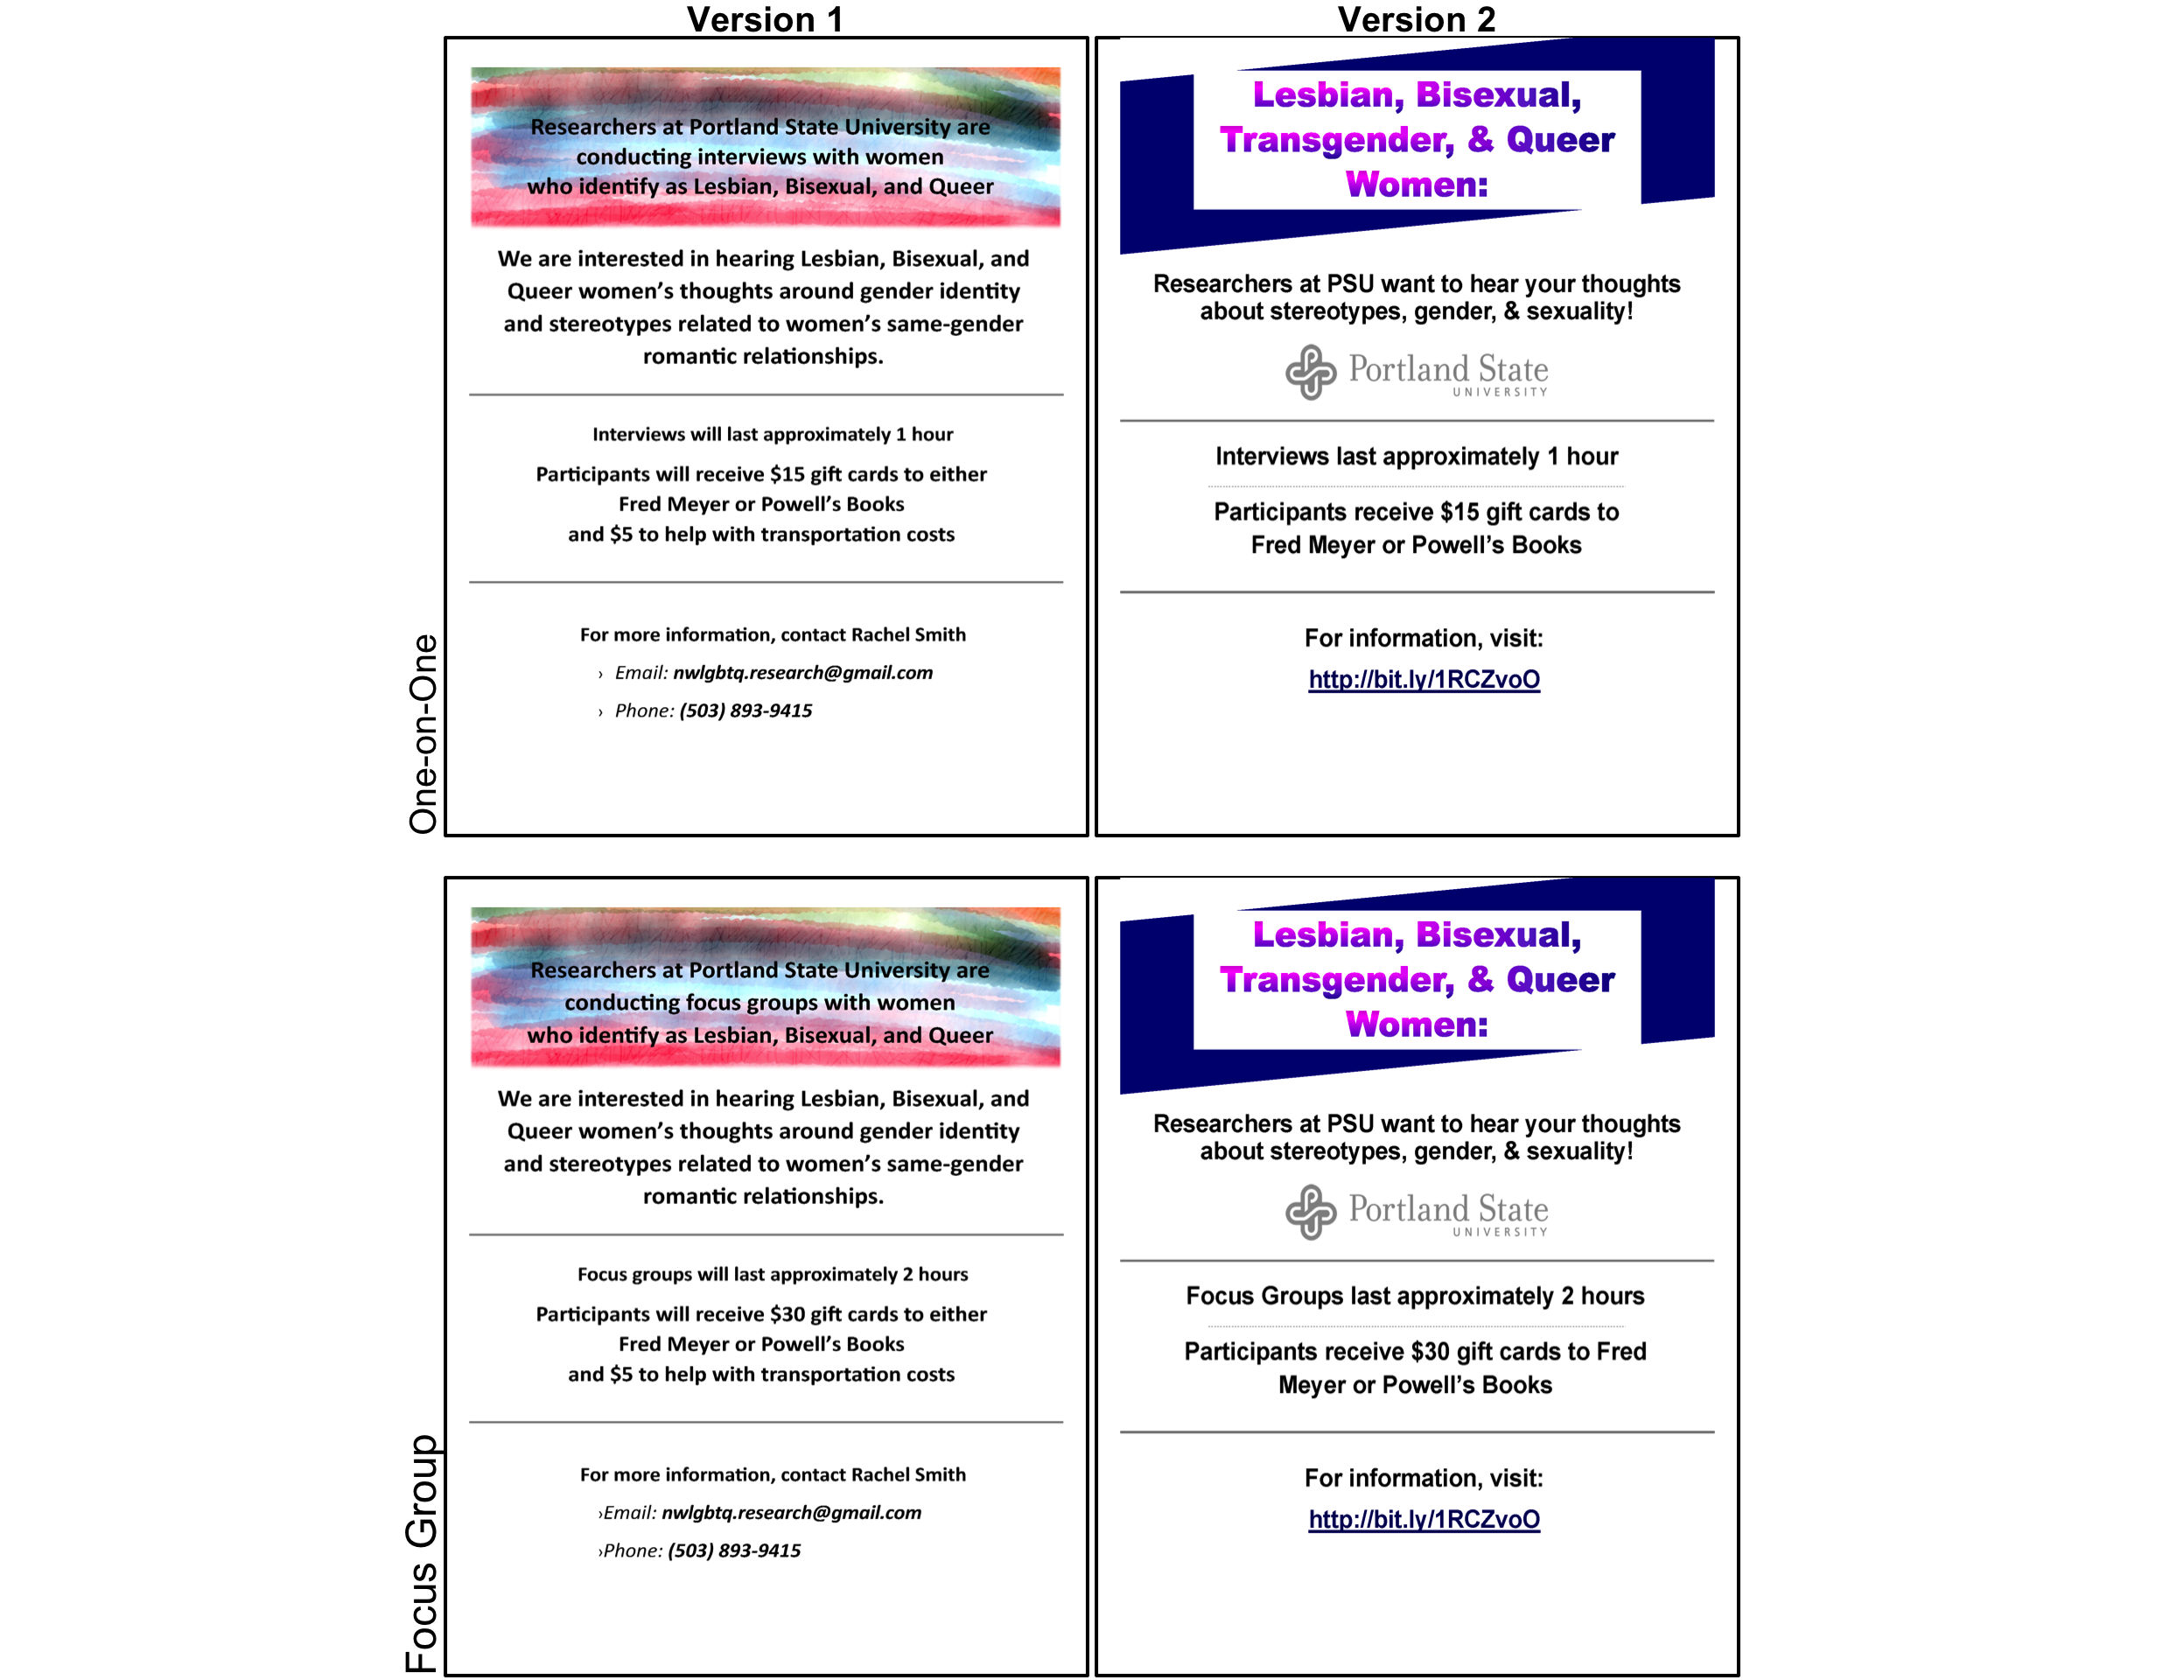 Version 1
Version 2
One-on-One
Researchers at Portland State University are
conducting interviews with women
who identify as Lesbian, Bisexual, and Queer
We are interested in hearing Lesbian, Bisexual, and
Queer women's thoughts around gender identity
and stereotypes related to women's same-gender
romantic relationships.
Interviews will last approximately 1 hour
Participants will receive $15 gift cards to either
Fred Meyer or Powell's Books
and $5 to help with transportation costs
For more information, contact Rachel Smith
› Email: nwlgbtq.research@gmail.com
› Phone: (503) 893-9415
Lesbian, Bisexual,
Transgender, & Queer
Women:
Researchers at PSU want to hear your thoughts
about stereotypes, gender, & sexuality!
Portland State
UNIVERSITY
Interviews last approximately 1 hour
Participants receive $15 gift cards to
Fred Meyer or Powell's Books
For information, visit:
http://bit.ly/1RCZvoO
Focus Group
Researchers at Portland State University are
conducting focus groups with women
who identify as Lesbian, Bisexual, and Queer
We are interested in hearing Lesbian, Bisexual, and
Queer women's thoughts around gender identity
and stereotypes related to women's same-gender
romantic relationships.
Focus groups will last approximately 2 hours
Participants will receive $30 gift cards to either
Fred Meyer or Powell's Books
and $5 to help with transportation costs
For more information, contact Rachel Smith
›Email: nwlgbtq.research@gmail.com
›Phone: (503) 893-9415
Lesbian, Bisexual,
Transgender, & Queer
Women:
Researchers at PSU want to hear your thoughts
about stereotypes, gender, & sexuality!
Portland State
UNIVERSITY
Focus Groups last approximately 2 hours
Participants receive $30 gift cards to Fred
Meyer or Powell's Books
For information, visit:
http://bit.ly/1RCZvoO